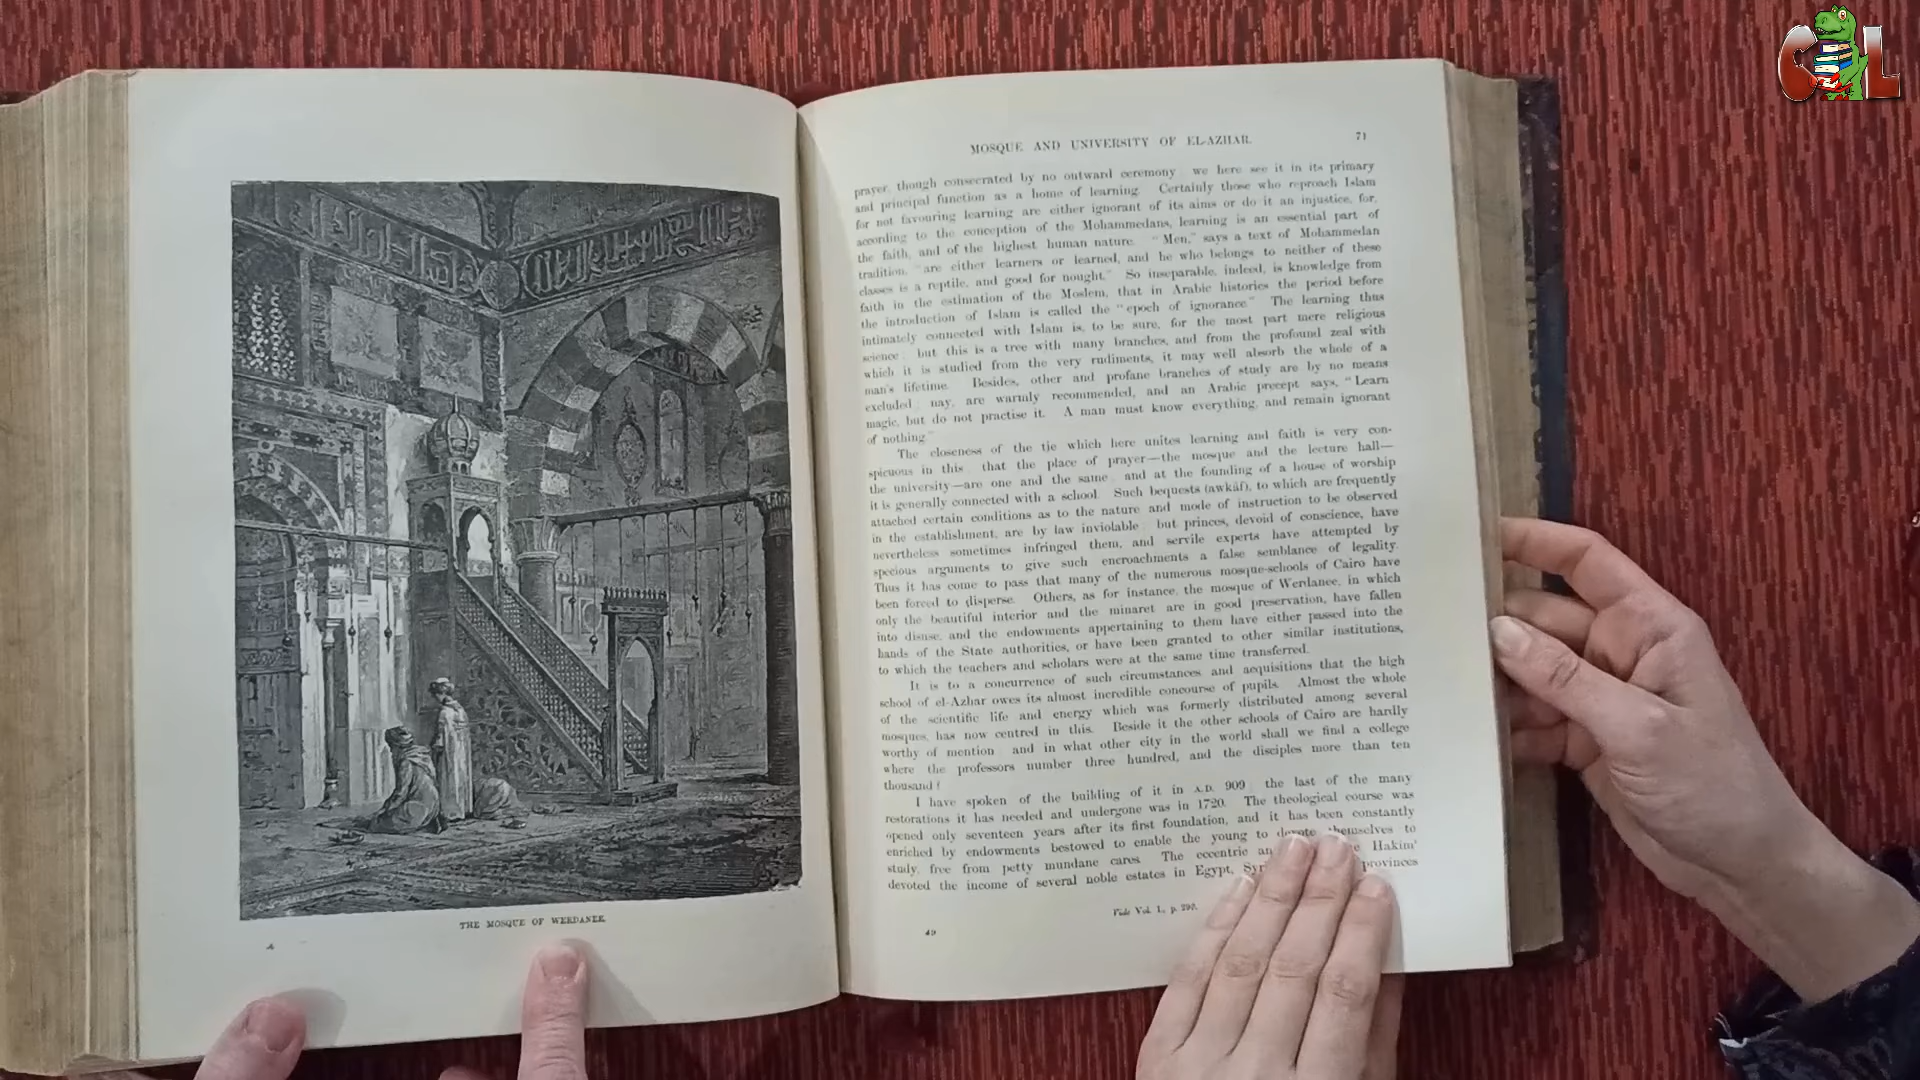 THE MOSQUE OF WERDANEE.
MOSQUE AND UNIVERSITY OF EL-AZHAR. 71
prayer, though consecrated by no outward ceremony we here see it in its primary
and principal function as a home of learning. Certainly those who reproach Islam
for not favouring learning are either ignorant of its aims or do it an injustice, for,
according to the conception of the Mohammedans, learning is an essential part of
the faith, and of the highest human nature. "Men," says a text of Mohammedan
tradition, "are either learners or learned, and he who belongs to neither of these
classes is a reptile, and good for nought." So inseparable, indeed, is knowledge from
faith in the estimation of the Moslem, that in Arabic histories the period before
the introduction of Islam is called the "epoch of ignorance." The learning thus
intimately connected with Islam is, to be sure, for the most part mere religious
science but this is a tree with many branches, and from the profound zeal with
which it is studied from the very rudiments, it may well absorb the whole of a
man's lifetime. Besides, other and profane branches of study are by no means
excluded nay, are warmly recommended, and an Arabic precept says, "Learn
magic, but do not practise it. A man must know everything, and remain ignorant
of nothing"
The closeness of the tie which here unites learning and faith is very con-
spicuous in this that the place of prayer—the mosque and the lecture hall—
the university—are one and the same and at the founding of a house of worship
it is generally connected with a school. Such bequests (awkâf), to which are frequently
attached certain conditions as to the nature and mode of instruction to be observed
in the establishment, are by law inviolable but princes, devoid of conscience, have
nevertheless sometimes infringed them, and servile experts have attempted by
specious arguments to give such encroachments a false semblance of legality.
Thus it has come to pass that many of the numerous mosque-schools of Cairo have
been forced to disperse. Others, as for instance, the mosque of Werdanee, in which
only the beautiful interior and the minaret are in good preservation, have fallen
into disuse, and the endowments appertaining to them have either passed into the
hands of the State authorities, or have been granted to other similar institutions,
to which the teachers and scholars were at the same time transferred.
It is to a concurrence of such circumstances and acquisitions that the high
school of el-Azhar owes its almost incredible concourse of pupils. Almost the whole
of the scientific life and energy which was formerly distributed among several
mosques, has now centred in this. Beside it the other schools of Cairo are hardly
worthy of mention and in what other city in the world shall we find a college
where the professors number three hundred, and the disciples more than ten
thousand?
I have spoken of the building of it in A.D. 909 the last of the many
restorations it has needed and undergone was in 1720. The theological course was
opened only seventeen years after its first foundation, and it has been constantly
enriched by endowments bestowed to enable the young to devote themselves to
study, free from petty mundane cares. The eccentric an Hakim
devoted the income of several noble estates in Egypt, provinces
Vide Vol. I., p. 290.
49